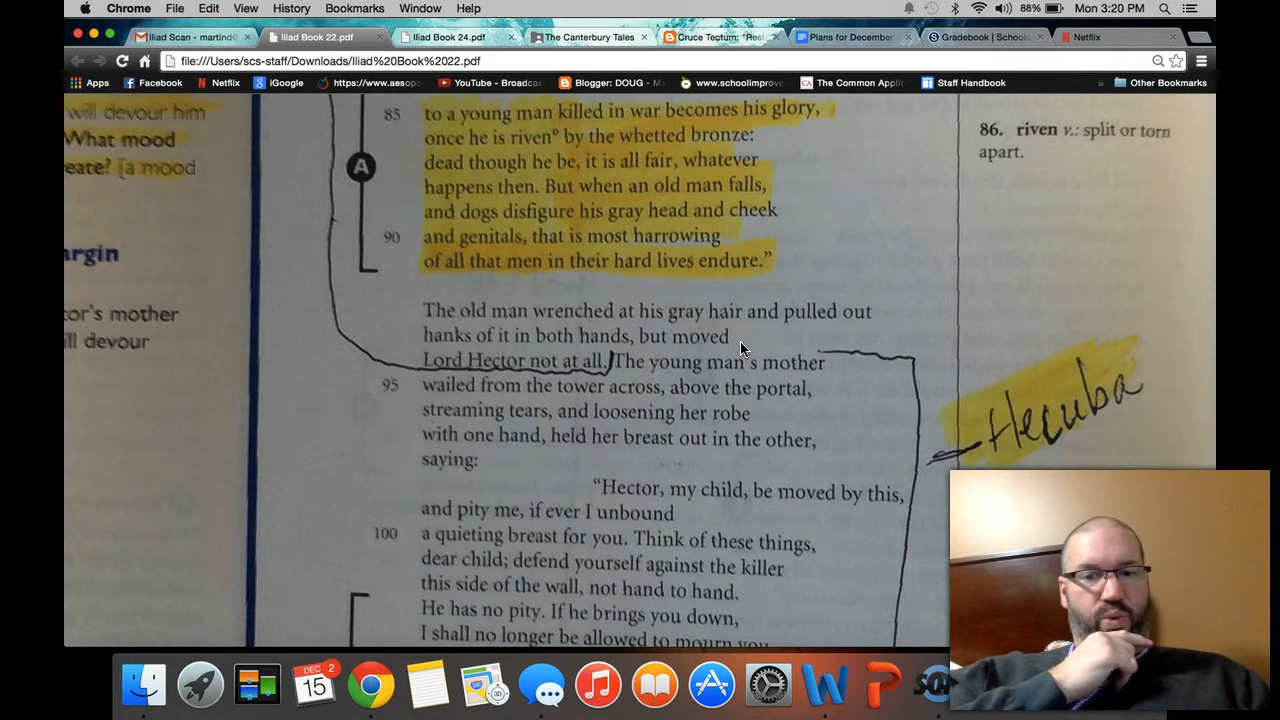 Chrome File Edit View History Bookmarks Window Help 88% Mon 3:20 PM
Iliad Scan - martind Iliad Book 22.pdf Iliad Book 24.pdf The Canterbury Tales Cruce Tectum: "Rest Plans for December Gradebook | Schoolo Netflix
file:///Users/scs-staff/Downloads/Iliad%20Book%2022.pdf
Apps Facebook Netflix iGoogle https://www.aesop YouTube - Broadcas Blogger: DOUG - M www.schoolimprov The Common Appl Staff Handbook Other Bookmarks
will devour him
What mood
eate? [a mood
argin
or's mother
ill devour
85 to a young man killed in war becomes his glory,
once he is riven° by the whetted bronze:
dead though he be, it is all fair, whatever
A
happens then. But when an old man falls,
and dogs disfigure his gray head and cheek
90 and genitals, that is most harrowing
of all that men in their hard lives endure.”
The old man wrenched at his gray hair and pulled out
hanks of it in both hands, but moved
Lord Hector not at all. The young man’s mother
95 wailed from the tower across, above the portal,
streaming tears, and loosening her robe
with one hand, held her breast out in the other,
saying:
“Hector, my child, be moved by this,
and pity me, if ever I unbound
100 a quieting breast for you. Think of these things,
dear child; defend yourself against the killer
this side of the wall, not hand to hand.
He has no pity. If he brings you down,
I shall no longer be allowed to mourn you
86. riven v.: split or torn
apart.
Hecuba
DEC 2
15